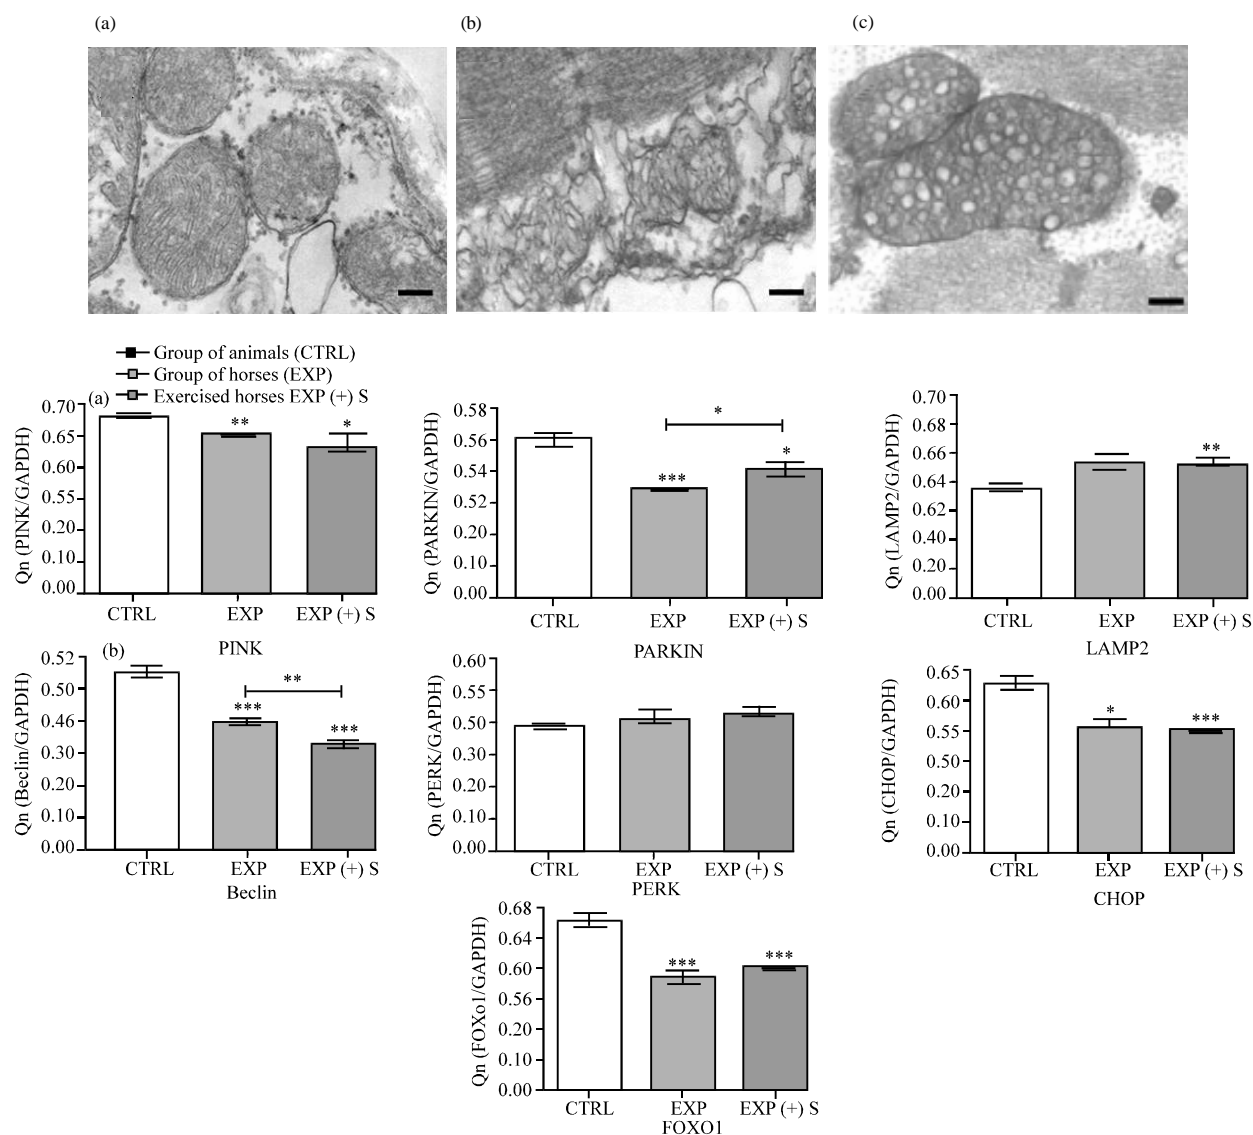 (a)
(b)
(c)
Group of animals (CTRL)
Group of horses (EXP)
Exercised horses EXP (+) S
(a)
Qn (PINK/GAPDH)
0.70
0.65
0.60
0.55
0.20
0.10
0.00
**
*
CTRL
EXP
EXP (+) S
PINK
Qn (PARKIN/GAPDH)
0.58
0.56
0.54
0.52
0.20
0.10
0.00
*
***
*
CTRL
EXP
EXP (+) S
PARKIN
Qn (LAMP2/GAPDH)
0.70
0.66
0.64
0.62
0.40
0.20
0.00
**
CTRL
EXP
EXP (+) S
LAMP2
(b)
Qn (Beclin/GAPDH)
0.52
0.50
0.46
0.30
0.20
0.10
0.00
**
***
***
CTRL
EXP
EXP (+) S
Beclin
Qn (PERK/GAPDH)
0.60
0.55
0.50
0.30
0.20
0.10
0.00
CTRL
EXP
EXP (+) S
PERK
Qn (CHOP/GAPDH)
0.65
0.60
0.55
0.50
0.20
0.10
0.00
*
***
CTRL
EXP
EXP (+) S
CHOP
Qn (FOXo1/GAPDH)
0.68
0.64
0.60
0.56
0.20
0.10
0.00
***
***
CTRL
EXP
EXP (+) S
FOXO1